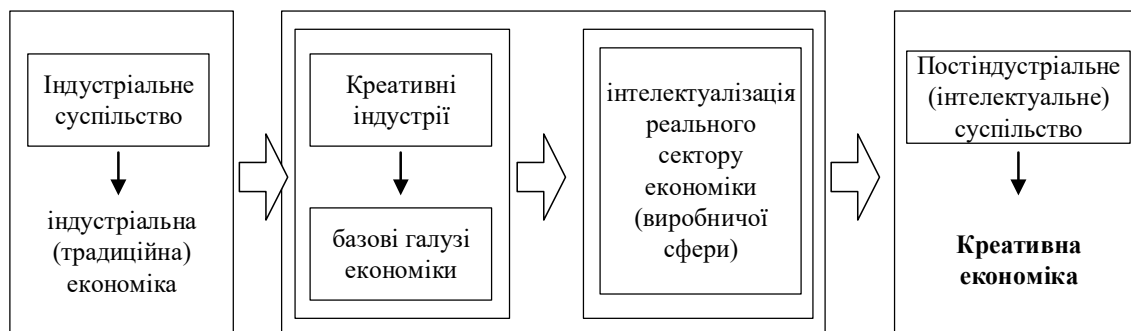 Індустріальне
суспільство
індустріальна
(традиційна)
економіка
Креативні
індустрії
базові галузі
економіки
інтелектуалізація
реального
сектору
економіки
(виробничої
сфери)
Постіндустріальне
(інтелектуальне)
суспільство
Креативна
економіка